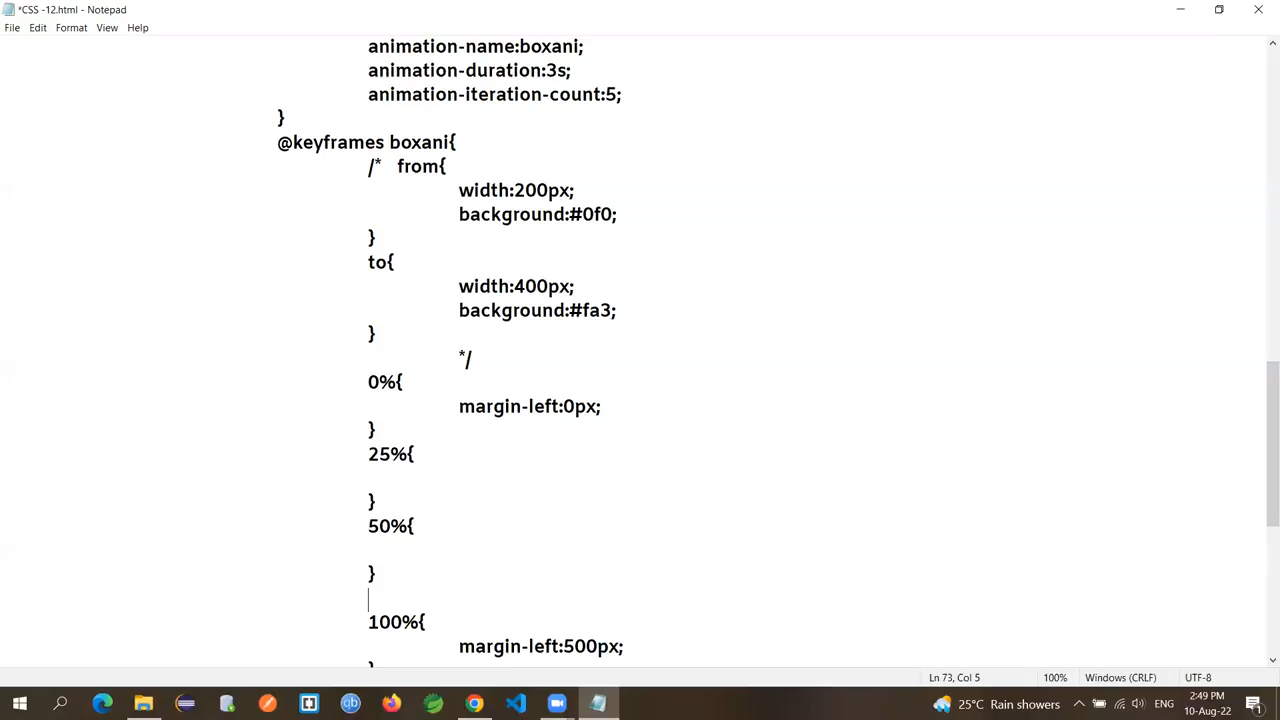 *CSS -12.html - Notepad
File Edit Format View Help
animation-name:boxani;
animation-duration:3s;
animation-iteration-count:5;
}
@keyframes boxani{
/* from{
width:200px;
background:#0f0;
}
to{
width:400px;
background:#fa3;
}
*/
0%{
margin-left:0px;
}
25%{
}
50%{
}
100%{
margin-left:500px;
}
Ln 73, Col 5 100% Windows (CRLF) UTF-8
25°C Rain showers ENG 2:49 PM
10-Aug-22 1